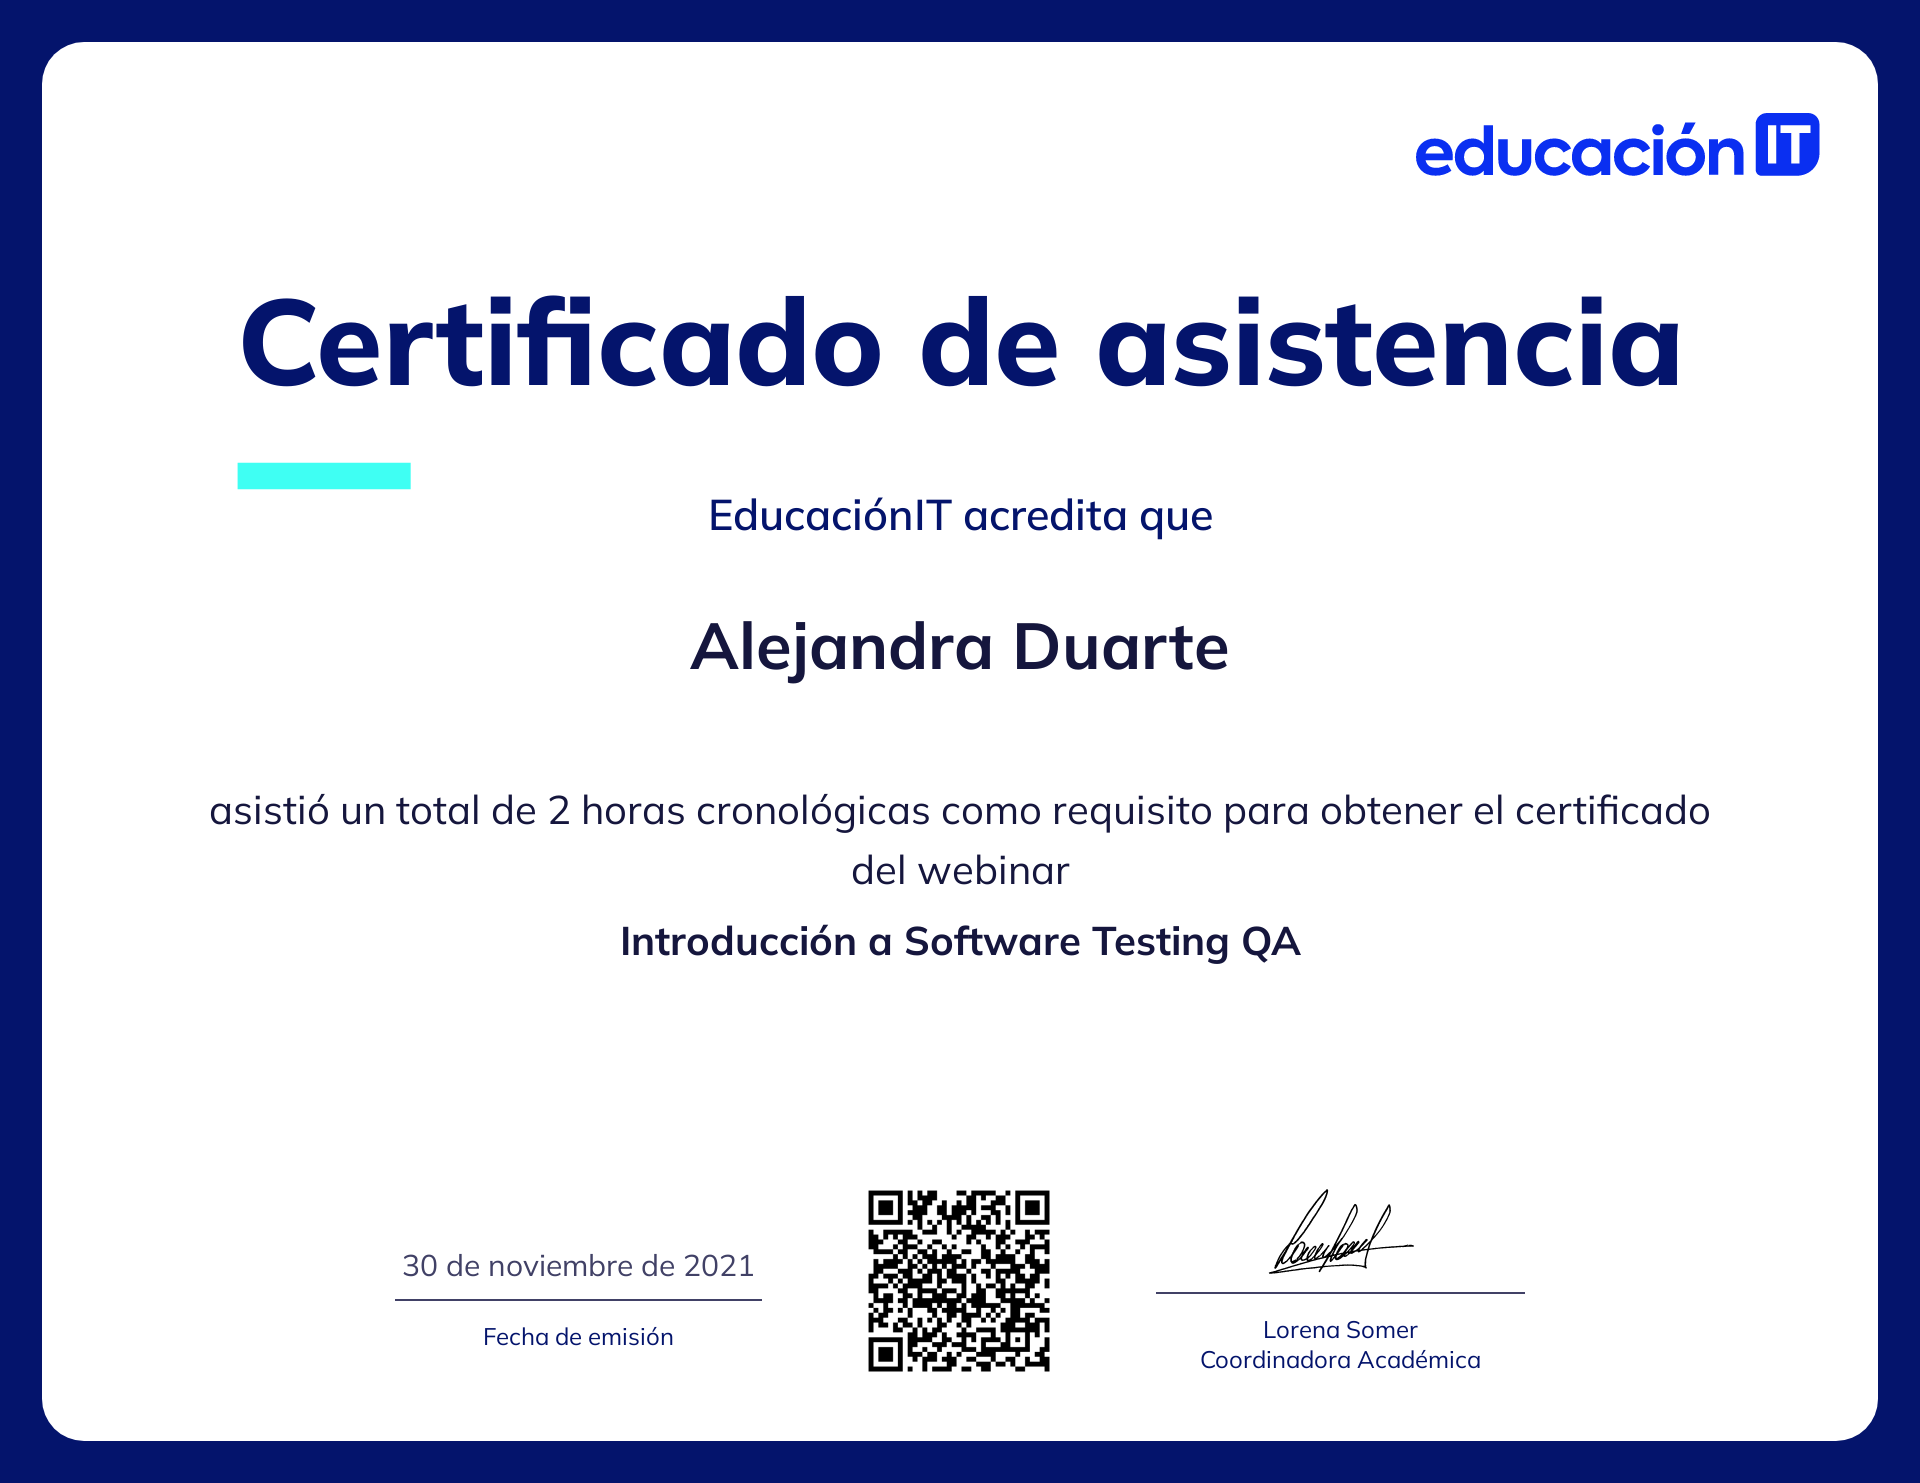 educación IT
Certificado de asistencia
EducaciónIT acredita que
Alejandra Duarte
asistió un total de 2 horas cronológicas como requisito para obtener el certificado
del webinar
Introducción a Software Testing QA
30 de noviembre de 2021
Fecha de emisión
Lorena Somer
Coordinadora Académica